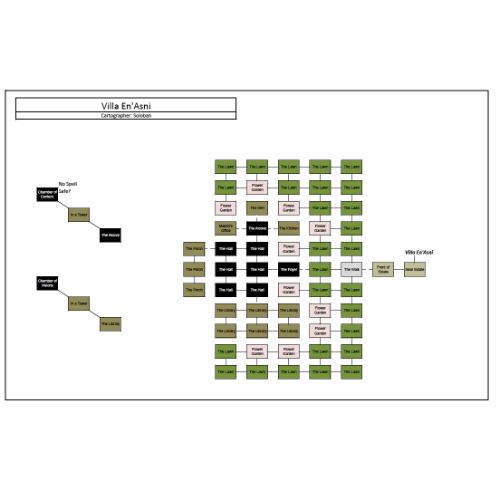 Villa En'Asni
Cartographer: Soloban
The Lawn The Lawn The Lawn The Lawn The Lawn
No Spell
Safe?
Chamber of
In a Tower
The Alcove
The Lawn Flower Garden The Lawn The Lawn The Lawn
Flower Garden Flower Garden The Lawn The Lawn
Master's Office The Alcove The Kitchen Flower Garden The Lawn
The Porch The Hall The Hall Flower Garden The Lawn The Lawn
Villa En'Asni
The Porch The Hall The Hall The Foyer The Lawn The Walk Front of Estate Near Estate
Chamber of
In a Tower
The Library
The Porch The Hall The Hall Flower Garden The Lawn The Lawn
The Library The Library The Library Flower Garden The Lawn
The Library The Library The Library Flower Garden The Lawn
The Lawn Flower Garden Flower Garden The Lawn The Lawn
The Lawn The Lawn The Lawn The Lawn The Lawn